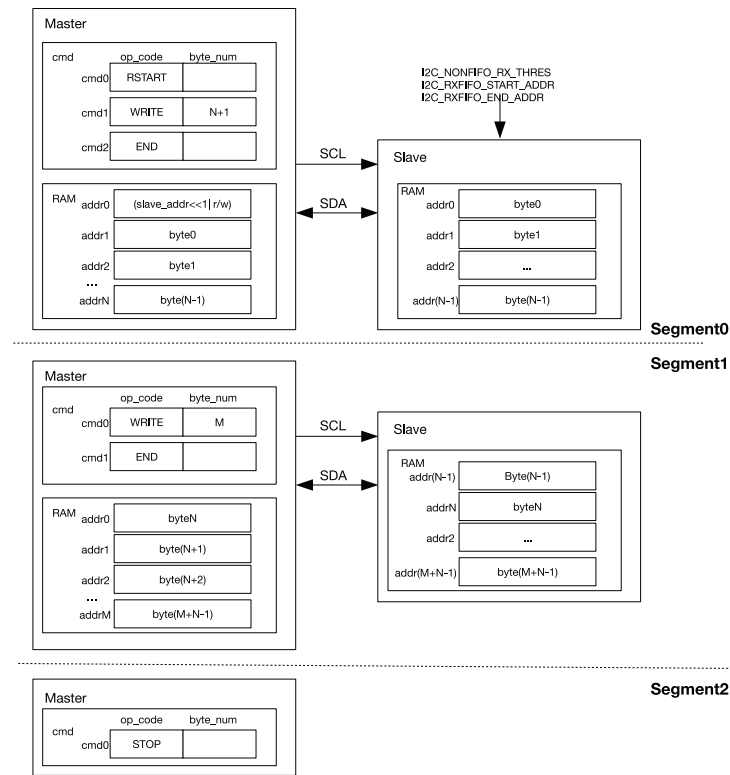 Master
cmd
op_code byte_num
cmd0 RSTART
cmd1 WRITE N+1
cmd2 END
RAM
addr0 (slave_addr<<1| r/w)
addr1 byte0
addr2 byte1
...
addrN byte(N-1)
SCL
SDA
I2C_NONFIFO_RX_THRES
I2C_RXFIFO_START_ADDR
I2C_RXFIFO_END_ADDR
Slave
RAM
addr0 byte0
addr1 byte1
addr2 ...
addr(N-1) byte(N-1)
Segment0
Segment1
Master
cmd
op_code byte_num
cmd0 WRITE M
cmd1 END
RAM
addr0 byteN
addr1 byte(N+1)
addr2 byte(N+2)
...
addrM byte(M+N-1)
SCL
SDA
Slave
RAM
addr(N-1) Byte(N-1)
addrN byteN
addr2 ...
addr(M+N-1) byte(M+N-1)
Segment2
Master
cmd
op_code byte_num
cmd0 STOP